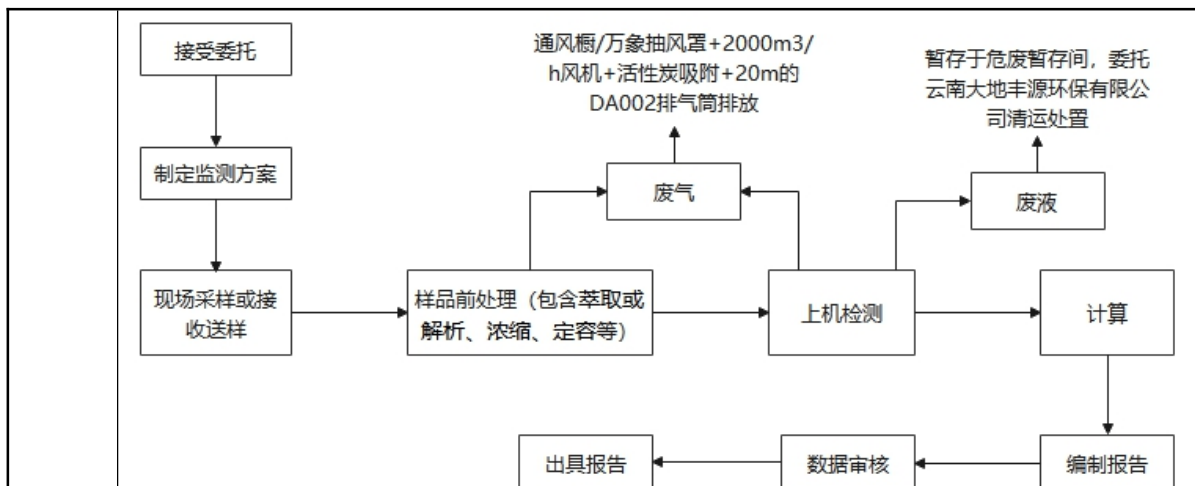 接受委托
通风橱/万象抽风罩+2000m3/
h风机+活性炭吸附+20m的
DA002排气筒排放
暂存于危废暂存间，委托
云南大地丰源环保有限公
司清运处置
制定监测方案
废气
废液
现场采样或接
收送样
样品前处理（包含萃取或
解析、浓缩、定容等）
上机检测
计算
出具报告
数据审核
编制报告